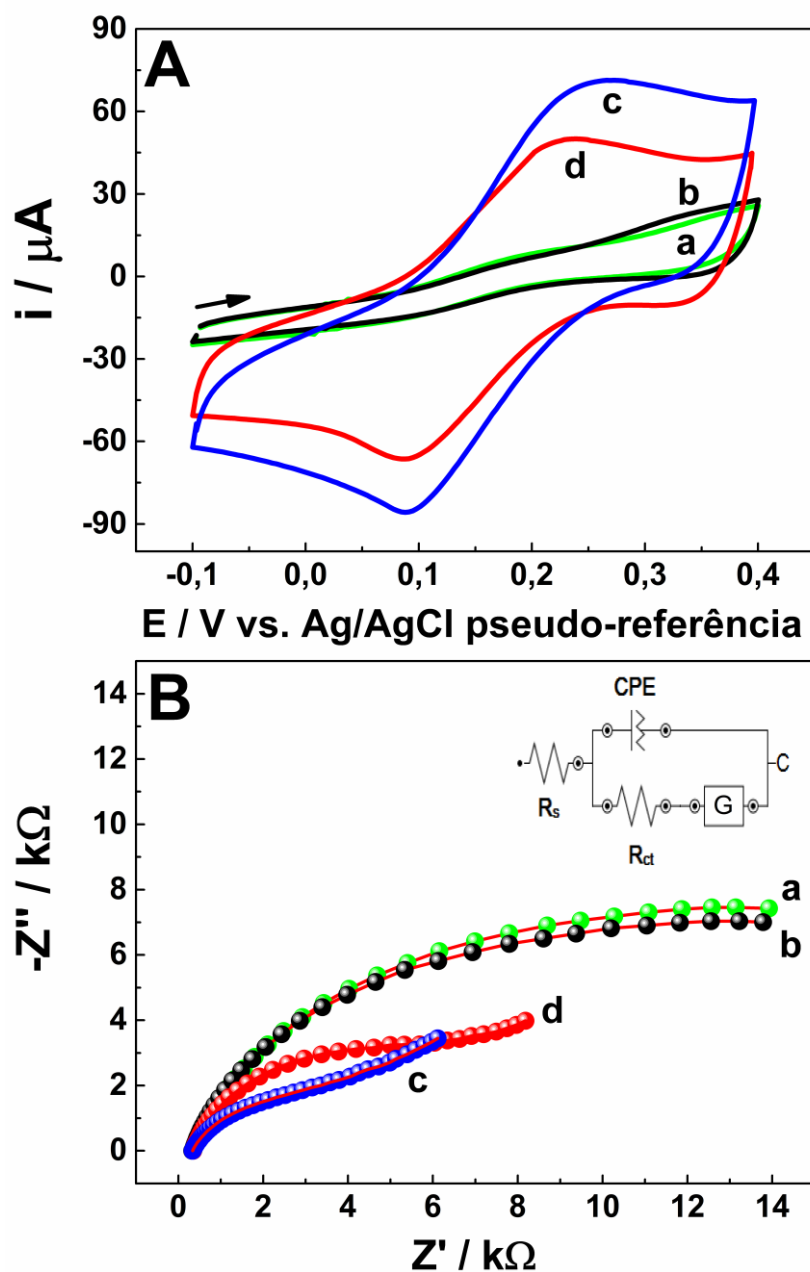 A
90
60
30
0
-30
-60
-90
i / μA
c
d
b
a
-0,1 0,0 0,1 0,2 0,3 0,4
E / V vs. Ag/AgCl pseudo-referência
B
14
12
10
8
6
4
2
0
-Z'' / kΩ
CPE
C
Rs
G
Rct
a
b
d
c
0 2 4 6 8 10 12 14
Z' / kΩ